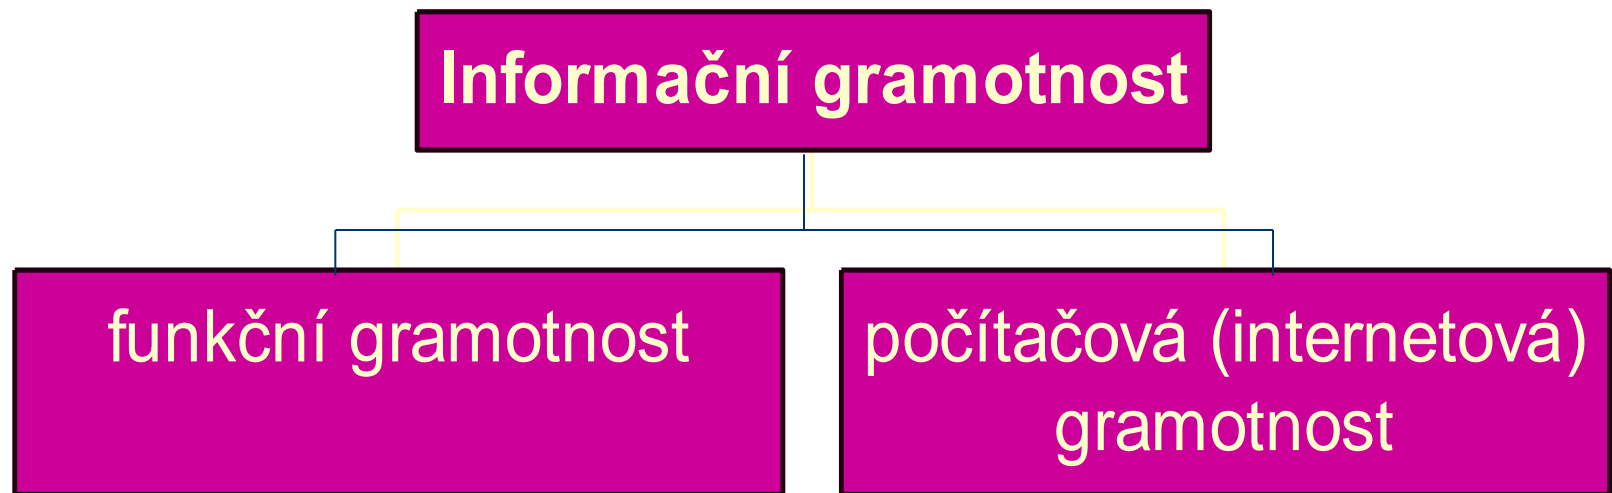 Informační gramotnost
funkční gramotnost
počítačová (internetová)
gramotnost